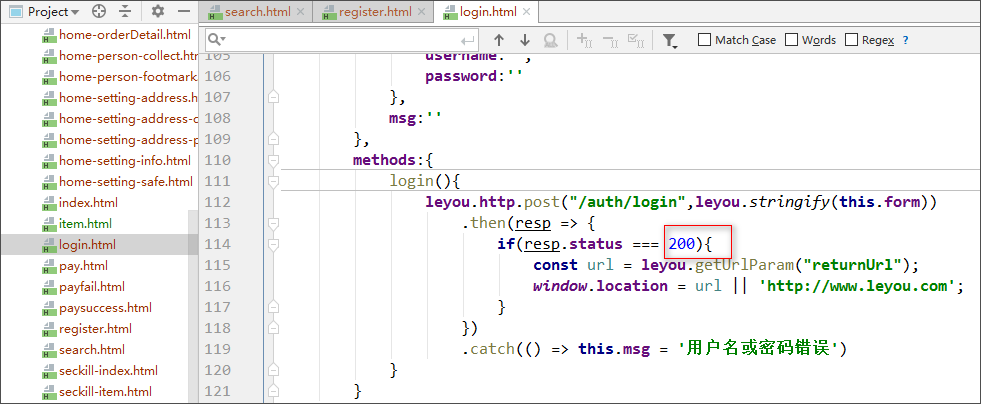 Project
search.html
register.html
login.html
Match Case
Words
Regex
?
home-orderDetail.html
home-person-collect.ht
home-person-footmark.
home-setting-address.h
home-setting-address-c
home-setting-address-p
home-setting-info.html
home-setting-safe.html
index.html
item.html
login.html
pay.html
payfail.html
paysuccess.html
register.html
search.html
seckill-index.html
seckill-item.html
105 username:'',
106 password:''
107 },
108 msg:''
109 },
110 methods:{
111 login(){
112 leyou.http.post("/auth/login",leyou.stringify(this.form))
113 .then(resp => {
114 if(resp.status === 200){
115 const url = leyou.getUrlParam("returnUrl");
116 window.location = url || 'http://www.leyou.com';
117 }
118 })
119 .catch(() => this.msg = '用户名或密码错误')
120 }
121 }